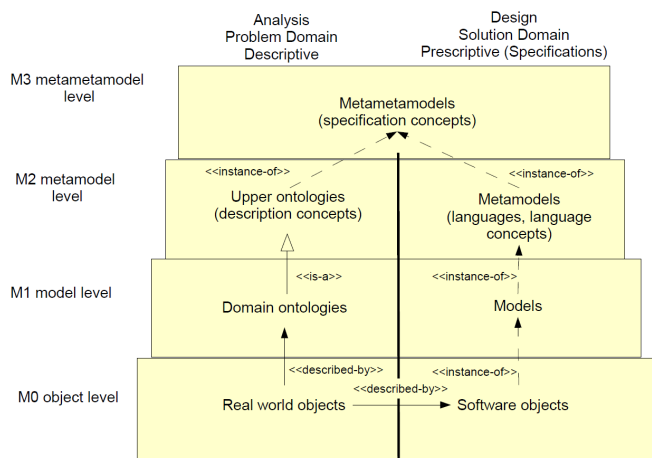 Analysis
Problem Domain
Descriptive
Design
Solution Domain
Prescriptive (Specifications)
M3 metametamodel
level
Metametamodels
(specification concepts)
<<instance-of>>
<<instance-of>>
M2 metamodel
level
Upper ontologies
(description concepts)
Metamodels
(languages, language
concepts)
<<is-a>>
<<instance-of>>
M1 model level
Domain ontologies
Models
<<described-by>>
<<instance-of>>
<<described-by>>
M0 object level
Real world objects
Software objects